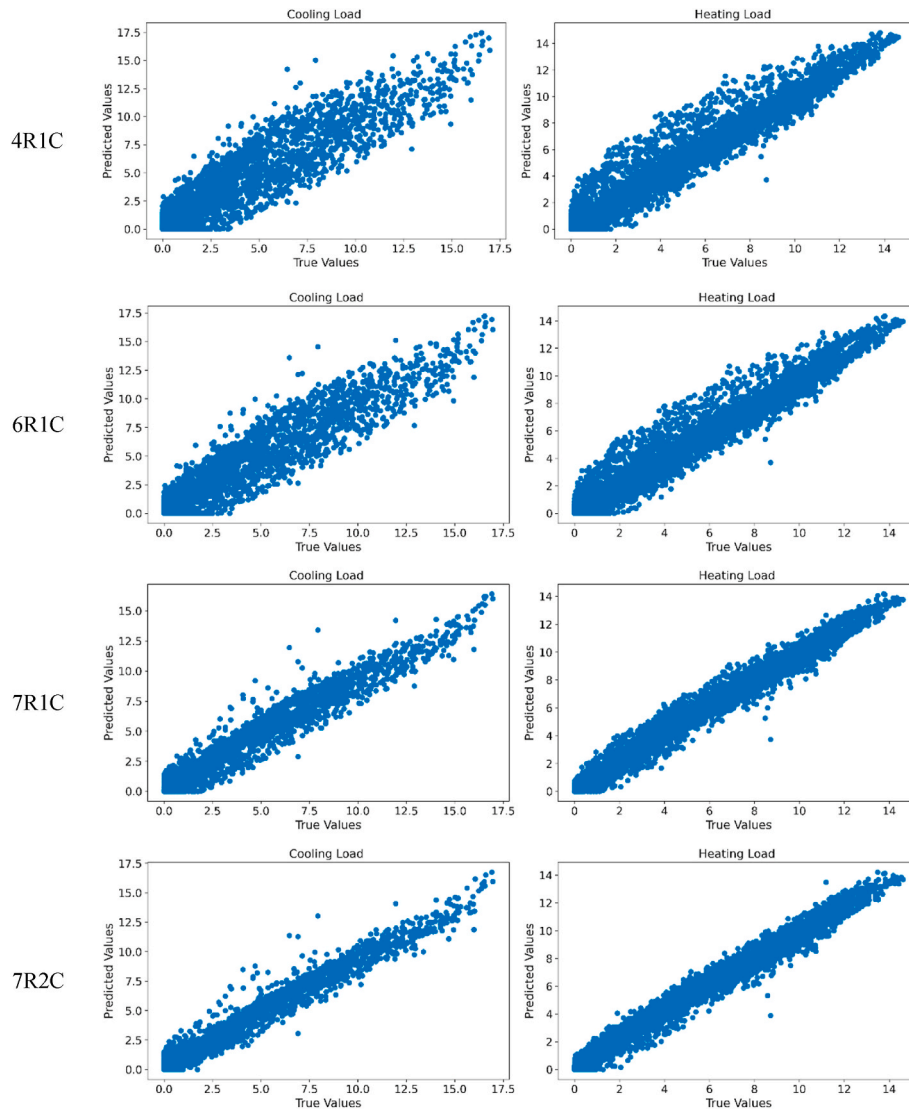 Cooling Load
Heating Load
4R1C
Predicted Values
17.5
15.0
12.5
10.0
7.5
5.0
2.5
0.0
0.0 2.5 5.0 7.5 10.0 12.5 15.0 17.5
True Values
Predicted Values
14
12
10
8
6
4
2
0
0 2 4 6 8 10 12 14
True Values
Cooling Load
Heating Load
6R1C
Predicted Values
17.5
15.0
12.5
10.0
7.5
5.0
2.5
0.0
0.0 2.5 5.0 7.5 10.0 12.5 15.0 17.5
True Values
Predicted Values
14
12
10
8
6
4
2
0
0 2 4 6 8 10 12 14
True Values
Cooling Load
Heating Load
7R1C
Predicted Values
15.0
12.5
10.0
7.5
5.0
2.5
0.0
0.0 2.5 5.0 7.5 10.0 12.5 15.0 17.5
True Values
Predicted Values
14
12
10
8
6
4
2
0
0 2 4 6 8 10 12 14
True Values
Cooling Load
Heating Load
7R2C
Predicted Values
17.5
15.0
12.5
10.0
7.5
5.0
2.5
0.0
0.0 2.5 5.0 7.5 10.0 12.5 15.0 17.5
True Values
Predicted Values
14
12
10
8
6
4
2
0
0 2 4 6 8 10 12 14
True Values